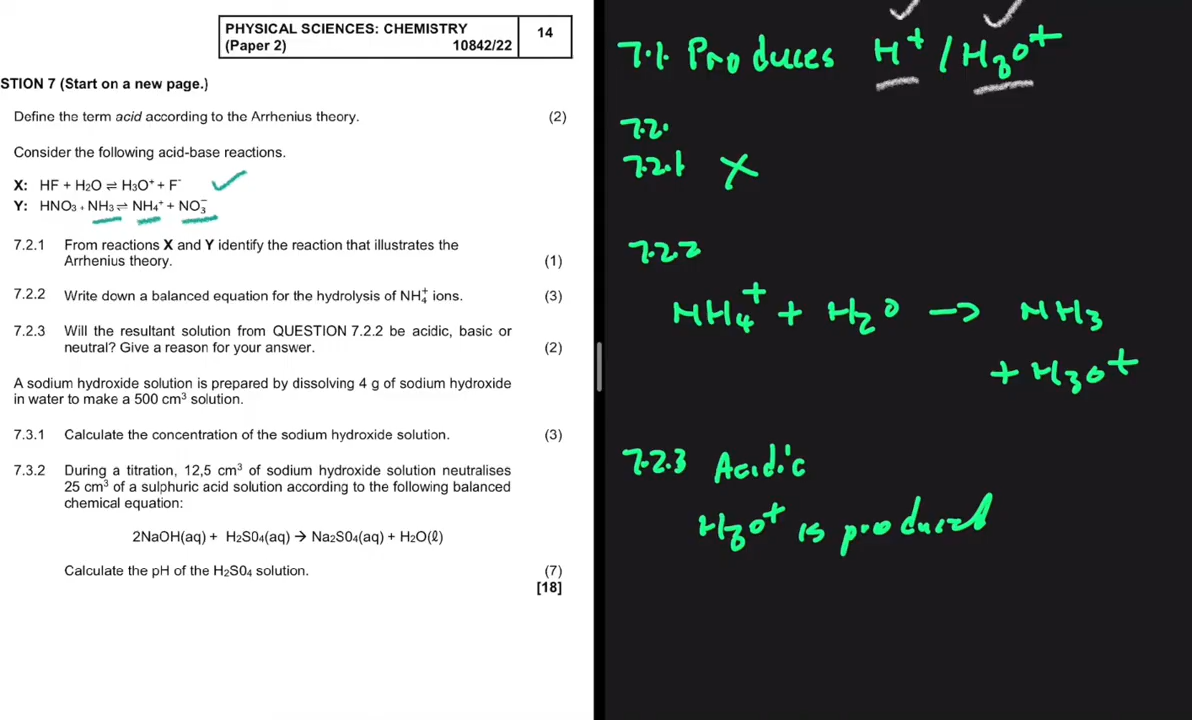 PHYSICAL SCIENCES: CHEMISTRY
(Paper 2) 10842/22
14
STION 7 (Start on a new page.)
Define the term acid according to the Arrhenius theory. (2)
Consider the following acid-base reactions.
X: HF + H2O ⇌ H3O⁺ + F⁻
Y: HNO3 + NH3 ⇌ NH4⁺ + NO3⁻
7.2.1 From reactions X and Y identify the reaction that illustrates the
Arrhenius theory. (1)
7.2.2 Write down a balanced equation for the hydrolysis of NH4⁺ ions. (3)
7.2.3 Will the resultant solution from QUESTION 7.2.2 be acidic, basic or
neutral? Give a reason for your answer. (2)
A sodium hydroxide solution is prepared by dissolving 4 g of sodium hydroxide
in water to make a 500 cm³ solution.
7.3.1 Calculate the concentration of the sodium hydroxide solution. (3)
7.3.2 During a titration, 12,5 cm³ of sodium hydroxide solution neutralises
25 cm³ of a sulphuric acid solution according to the following balanced
chemical equation:
2NaOH(aq) + H2S04(aq) → Na2S04(aq) + H2O(ℓ)
Calculate the pH of the H2S04 solution. (7)
[18]
7.1. Produces H⁺ / H3O⁺
7.2.
7.2.1 X
7.2.2
NH4⁺ + H2O → NH3
+ H3O⁺
7.2.3 Acidic
H3O⁺ is produced